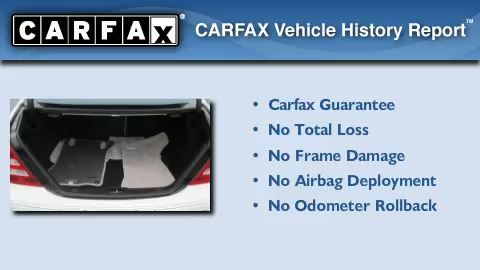 CARFAX® CARFAX Vehicle History Report™
• Carfax Guarantee
• No Total Loss
• No Frame Damage
• No Airbag Deployment
• No Odometer Rollback